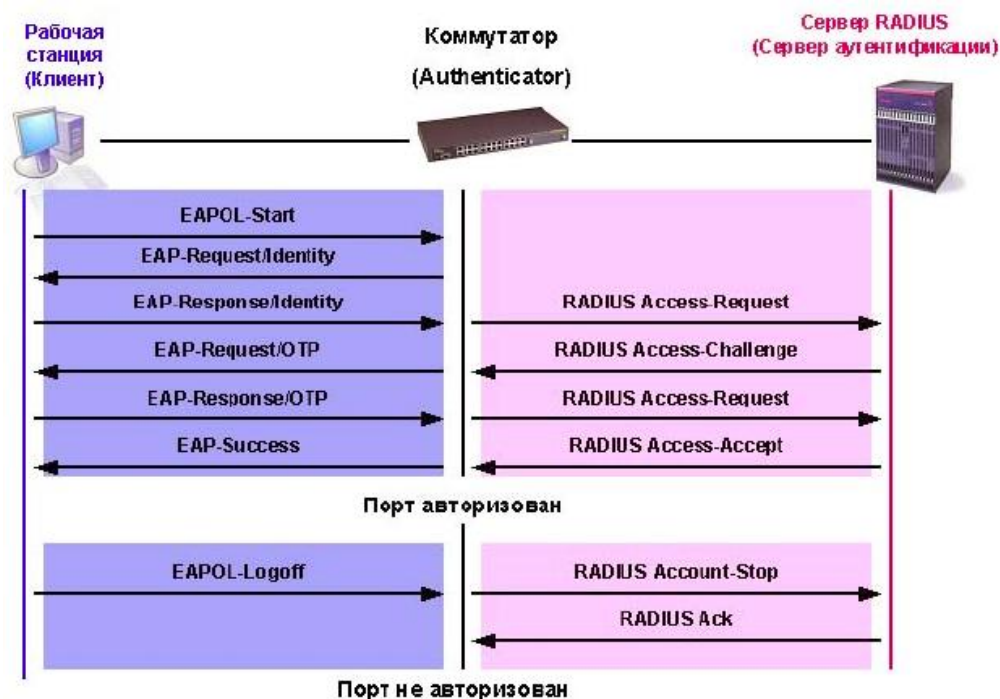 Рабочая
станция
(Клиент)
Коммутатор
(Authenticator)
Сервер RADIUS
(Сервер аутентификации)
EAPOL-Start
EAP-Request/Identity
EAP-Response/Identity
RADIUS Access-Request
EAP-Request/OTP
RADIUS Access-Challenge
EAP-Response/OTP
RADIUS Access-Request
EAP-Success
RADIUS Access-Accept
Порт авторизован
EAPOL-Logoff
RADIUS Account-Stop
RADIUS Ack
Порт не авторизован